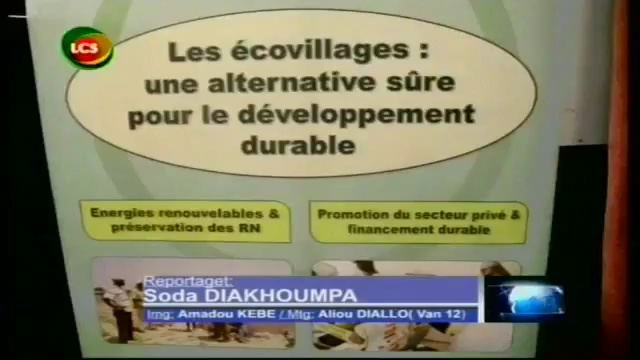 LCS
Les écovillages :
une alternative sûre
pour le développement
durable
Energies renouvelables &
préservation des RN
Promotion du secteur privé &
financement durable
Reportaget:
Soda DIAKHOUMPA
Img: Amadou KEBE / Mtg: Aliou DIALLO( Van 12)